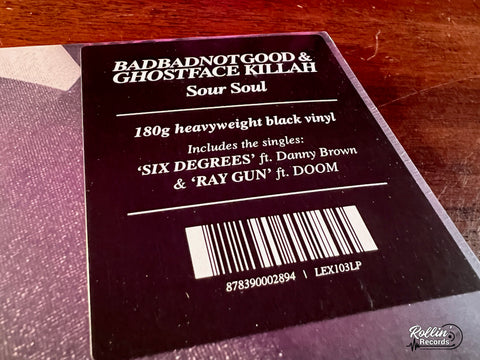 BADBADNOTGOOD &
GHOSTFACE KILLAH
Sour Soul
180g heavyweight black vinyl
Includes the singles:
‘SIX DEGREES’ ft. Danny Brown
& ‘RAY GUN’ ft. DOOM
878390002894 | LEX103LP
Rollin'
Records